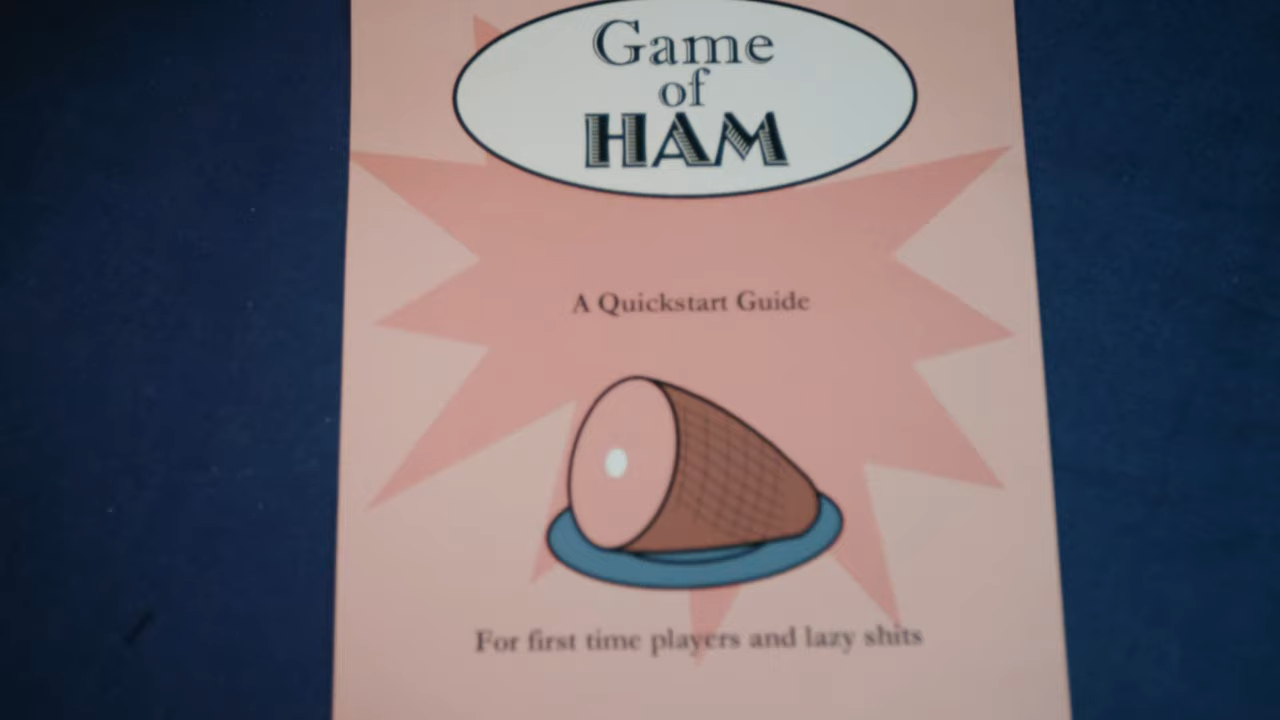 Game
of
HAM
A Quickstart Guide
For first time players and lazy shits